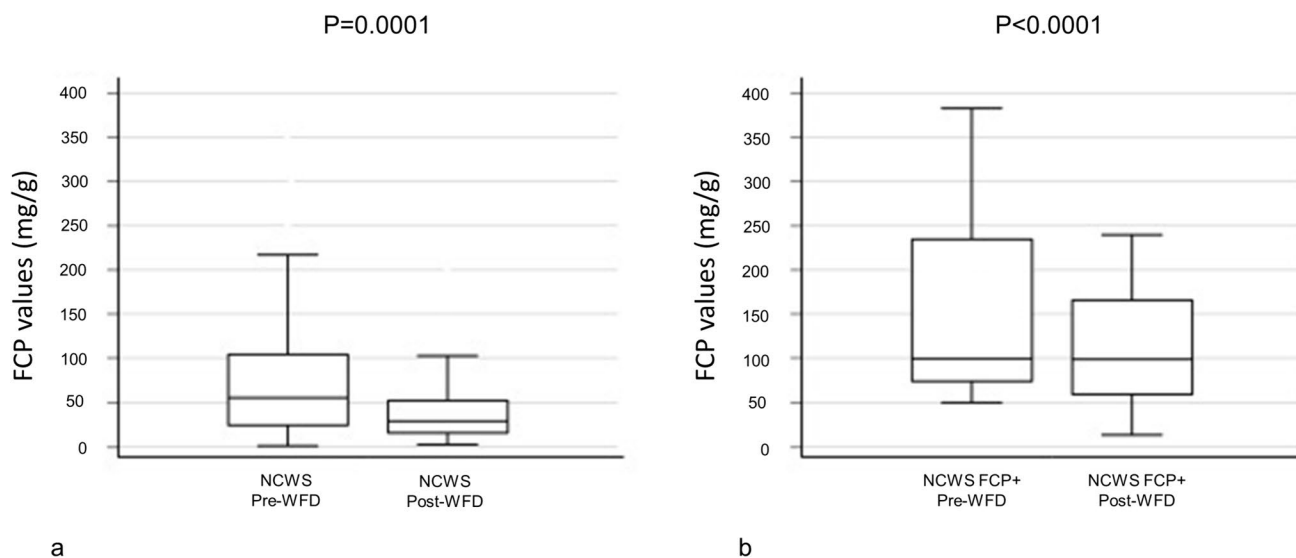 P=0.0001
FCP values (mg/g)
400
350
300
250
200
150
100
50
0
NCWS
Pre-WFD
NCWS
Post-WFD
a
P<0.0001
FCP values (mg/g)
400
350
300
250
200
150
100
50
0
NCWS FCP+
Pre-WFD
NCWS FCP+
Post-WFD
b